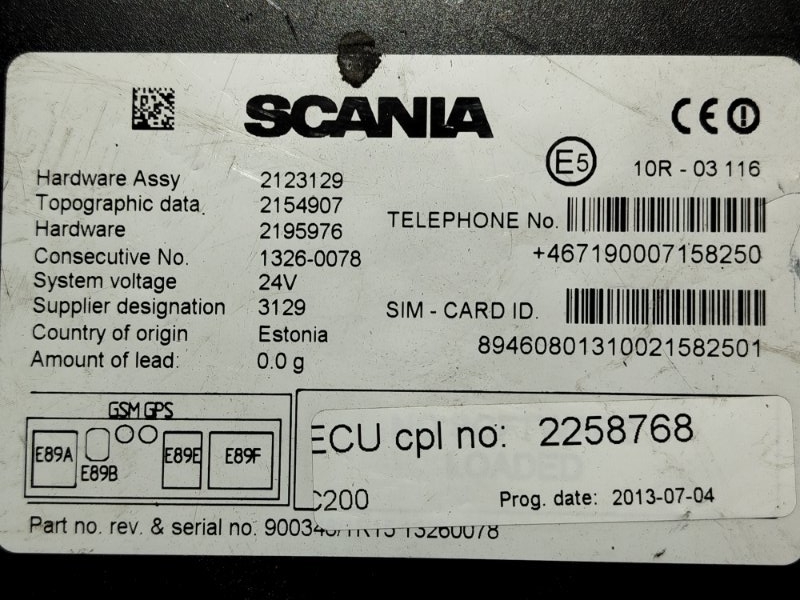 SCANIA
CE
E5
10R - 03 116
Hardware Assy 2123129
Topographic data. 2154907
Hardware 2195976
Consecutive No. 1326-0078
System voltage 24V
Supplier designation 3129
Country of origin Estonia
Amount of lead: 0.0 g
TELEPHONE No.
+467190007158250
SIM - CARD ID.
89460801310021582501
GSM GPS
E89A E89B E89E E89F
ECU cpl no: 2258768
LOADED
C200 Prog. date: 2013-07-04
Part no. rev. & serial no. 13260078